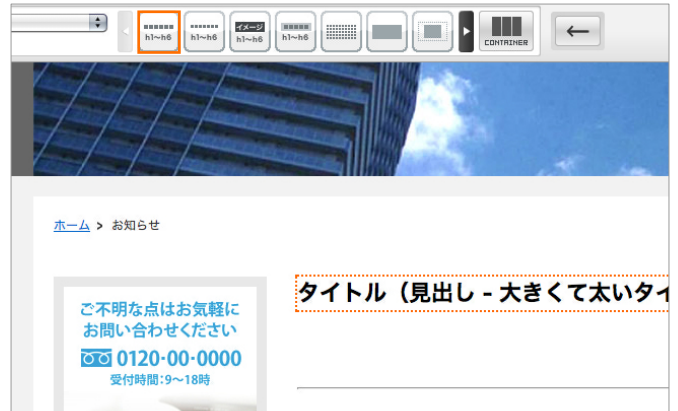 h1~h6
h1~h6
イメージ
h1~h6
h1~h6
CONTAINER
ホーム > お知らせ
タイトル（見出し - 大きくて太いタイ
ご不明な点はお気軽に
お問い合わせください
0120-00-0000
受付時間:9〜18時